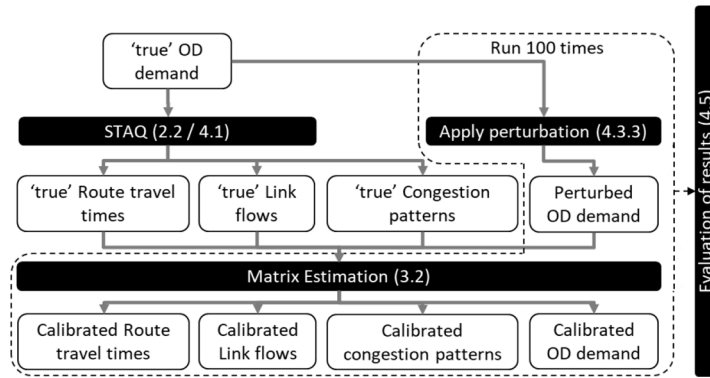 'true' OD
demand
Run 100 times
STAQ (2.2 / 4.1)
Apply perturbation (4.3.3)
'true' Route travel
times
'true' Link
flows
'true' Congestion
patterns
Perturbed
OD demand
Matrix Estimation (3.2)
Calibrated Route
travel times
Calibrated
Link flows
Calibrated
congestion patterns
Calibrated
OD demand
Evaluation of results (4.5)